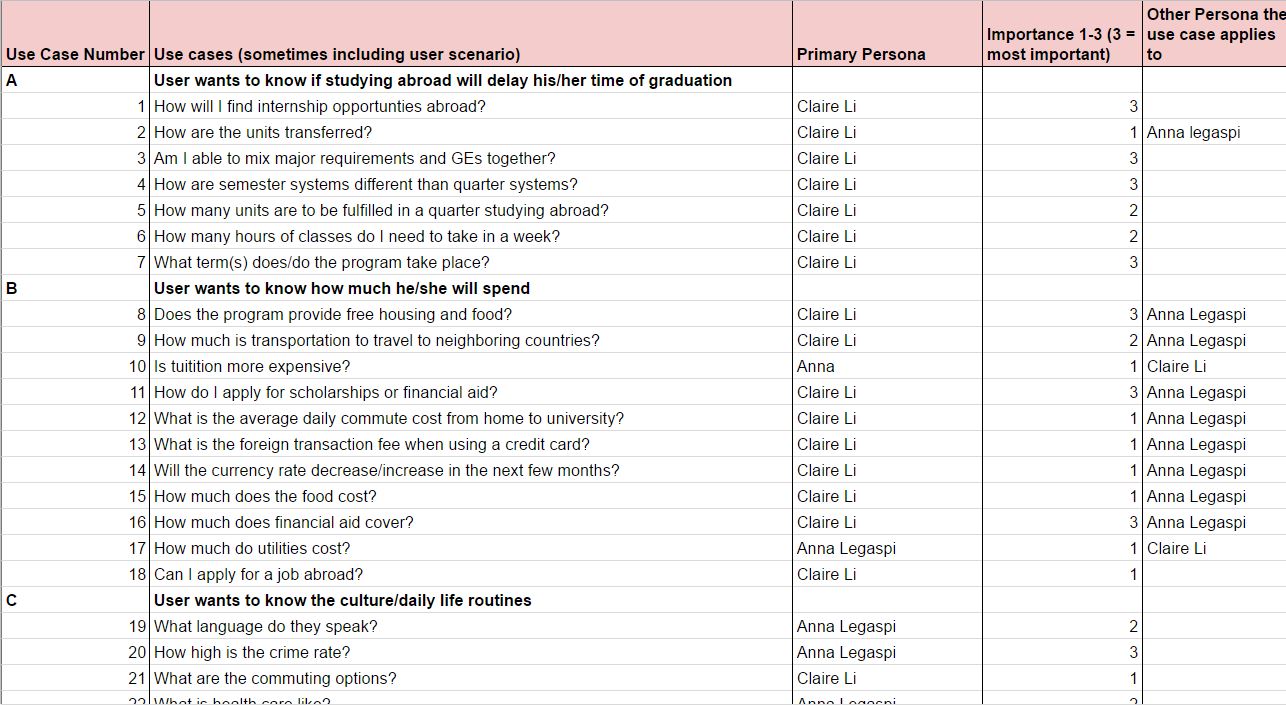 Use Case Number Use cases (sometimes including user scenario) Primary Persona Importance 1-3 (3 = most important) Other Persona the use case applies to
A User wants to know if studying abroad will delay his/her time of graduation
1 How will I find internship opportunties abroad? Claire Li 3
2 How are the units transferred? Claire Li 1 Anna legaspi
3 Am I able to mix major requirements and GEs together? Claire Li 3
4 How are semester systems different than quarter systems? Claire Li 3
5 How many units are to be fulfilled in a quarter studying abroad? Claire Li 2
6 How many hours of classes do I need to take in a week? Claire Li 2
7 What term(s) does/do the program take place? Claire Li 3
B User wants to know how much he/she will spend
8 Does the program provide free housing and food? Claire Li 3 Anna Legaspi
9 How much is transportation to travel to neighboring countries? Claire Li 2 Anna Legaspi
10 Is tuitition more expensive? Anna 1 Claire Li
11 How do I apply for scholarships or financial aid? Claire Li 3 Anna Legaspi
12 What is the average daily commute cost from home to university? Claire Li 1 Anna Legaspi
13 What is the foreign transaction fee when using a credit card? Claire Li 1 Anna Legaspi
14 Will the currency rate decrease/increase in the next few months? Claire Li 1 Anna Legaspi
15 How much does the food cost? Claire Li 1 Anna Legaspi
16 How much does financial aid cover? Claire Li 3 Anna Legaspi
17 How much do utilities cost? Anna Legaspi 1 Claire Li
18 Can I apply for a job abroad? Claire Li 1
C User wants to know the culture/daily life routines
19 What language do they speak? Anna Legaspi 2
20 How high is the crime rate? Anna Legaspi 3
21 What are the commuting options? Claire Li 1
22 What is health care like? Anna Legaspi